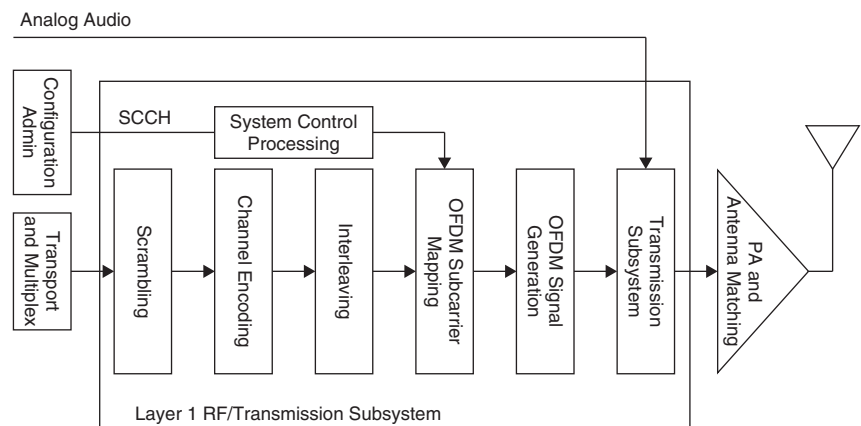 Analog Audio
Configuration
Admin
SCCH
System Control
Processing
Transport
and Multiplex
Scrambling
Channel Encoding
Interleaving
OFDM Subcarrier
Mapping
OFDM Signal
Generation
Transmission
Subsystem
PA and
Antenna Matching
Layer 1 RF/Transmission Subsystem